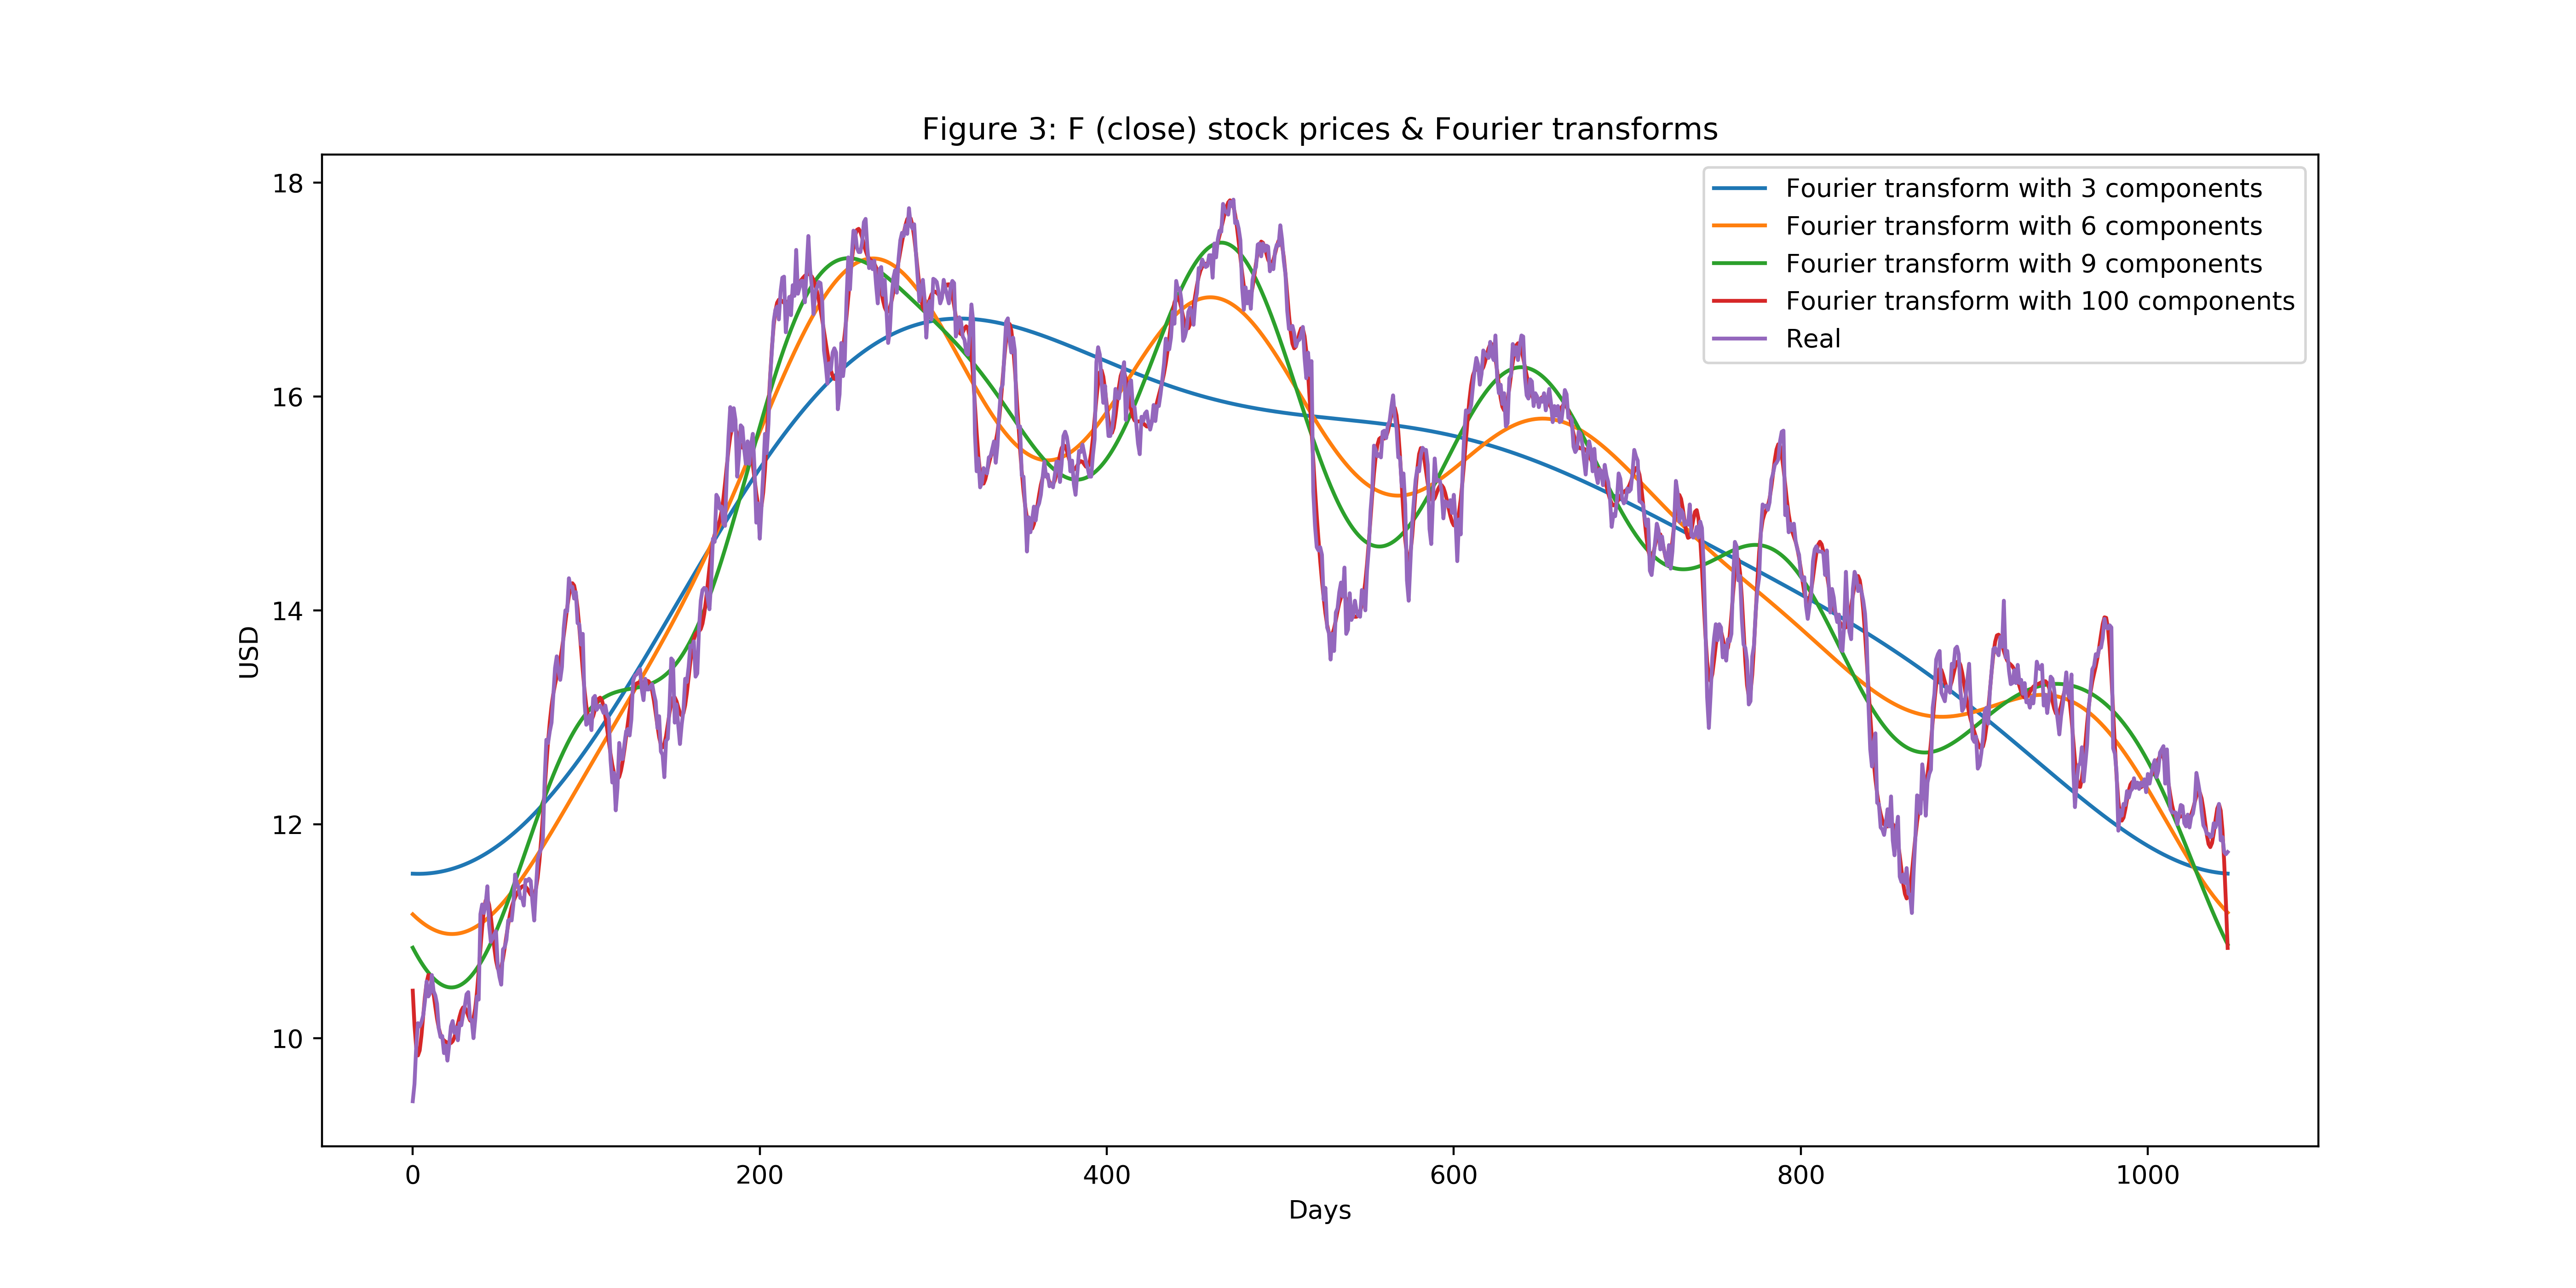 Figure 3: F (close) stock prices & Fourier transforms
Fourier transform with 3 components
Fourier transform with 6 components
Fourier transform with 9 components
Fourier transform with 100 components
Real
18
16
14
12
10
USD
0 200 400 600 800 1000
Days